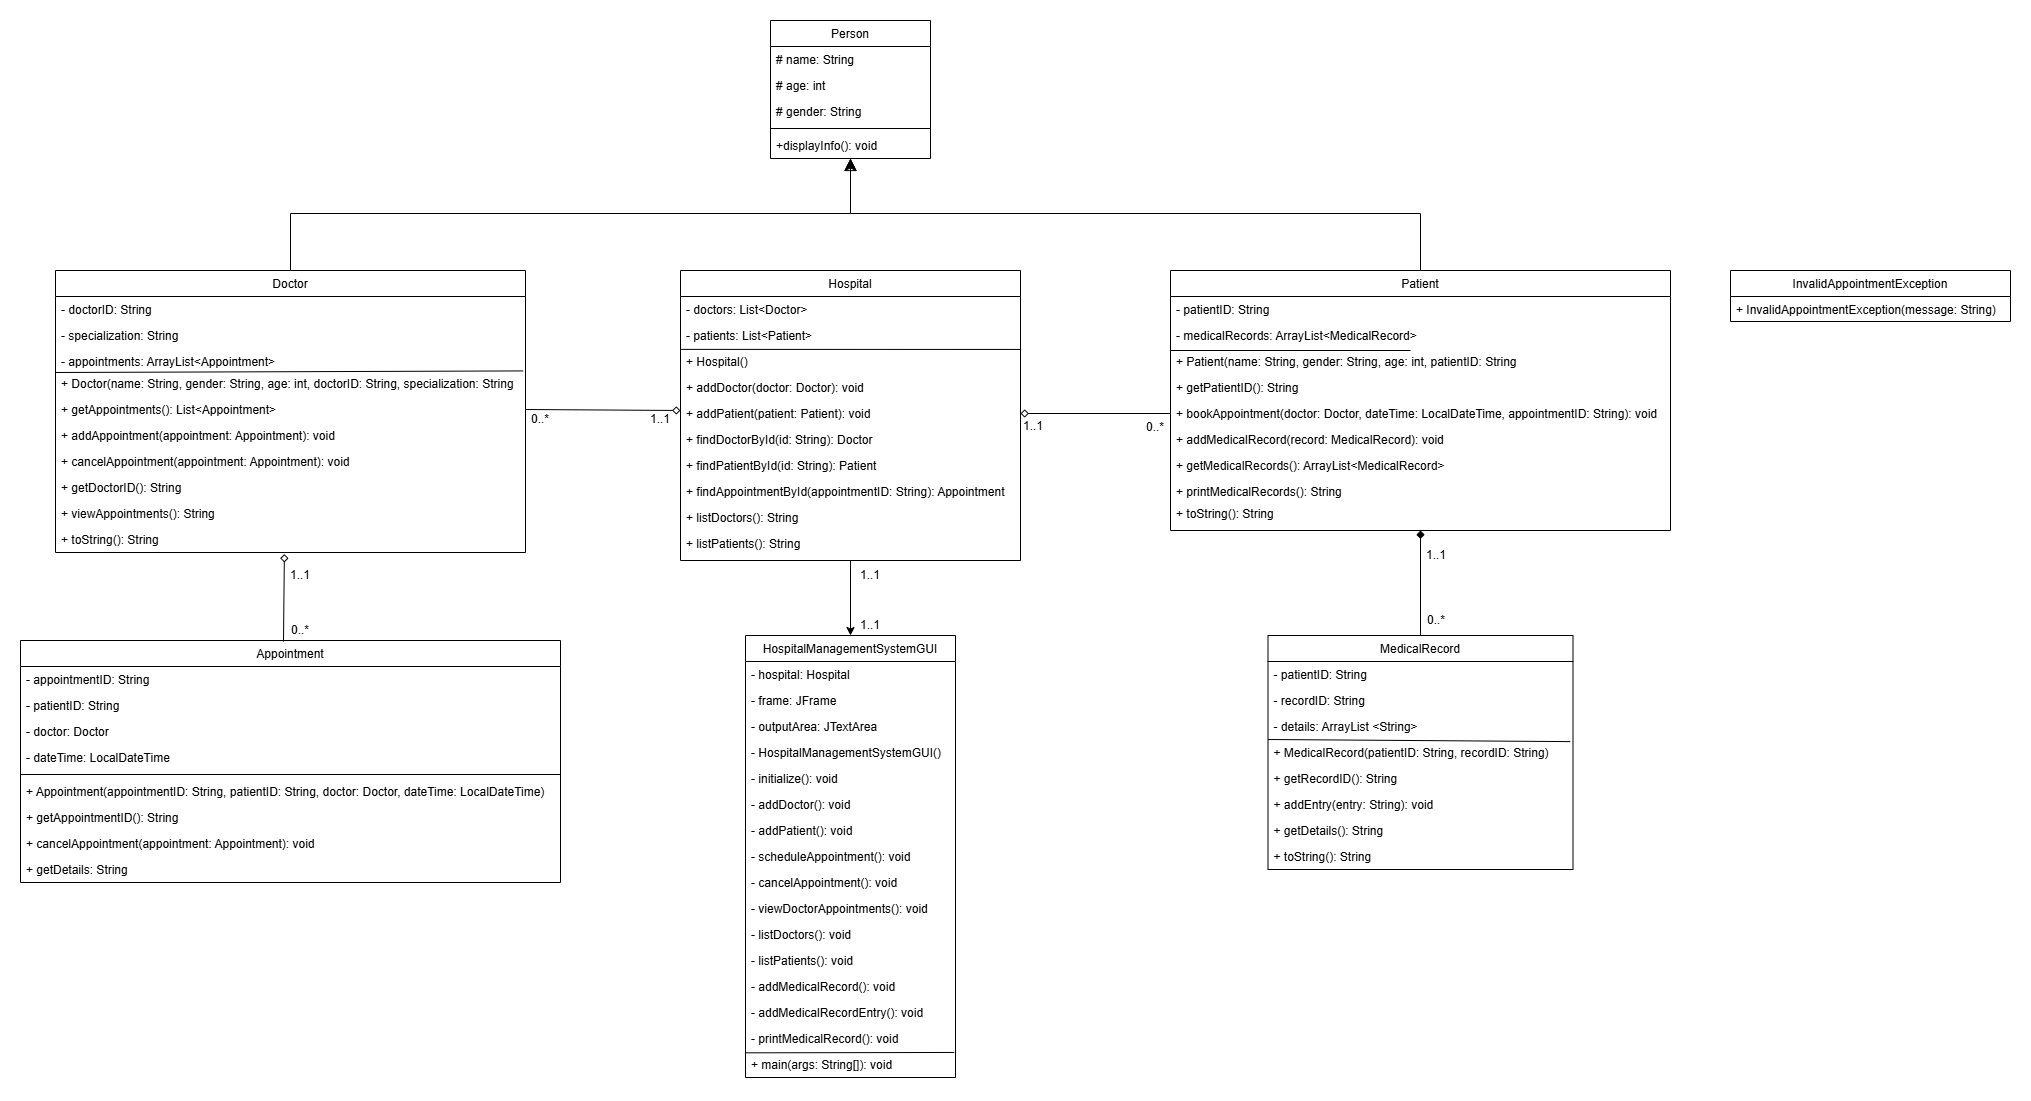 Person
# name: String
# age: int
# gender: String
+displayInfo(): void
Doctor
- doctorID: String
- specialization: String
- appointments: ArrayList<Appointment>
+ Doctor(name: String, gender: String, age: int, doctorID: String, specialization: String
+ getAppointments(): List<Appointment>
+ addAppointment(appointment: Appointment): void
+ cancelAppointment(appointment: Appointment): void
+ getDoctorID(): String
+ viewAppointments(): String
+ toString(): String
0..*
1..1
Hospital
- doctors: List<Doctor>
- patients: List<Patient>
+ Hospital()
+ addDoctor(doctor: Doctor): void
+ addPatient(patient: Patient): void
+ findDoctorById(id: String): Doctor
+ findPatientById(id: String): Patient
+ findAppointmentById(appointmentID: String): Appointment
+ listDoctors(): String
+ listPatients(): String
1..1
0..*
Patient
- patientID: String
- medicalRecords: ArrayList<MedicalRecord>
+ Patient(name: String, gender: String, age: int, patientID: String
+ getPatientID(): String
+ bookAppointment(doctor: Doctor, dateTime: LocalDateTime, appointmentID: String): void
+ addMedicalRecord(record: MedicalRecord): void
+ getMedicalRecords(): ArrayList<MedicalRecord>
+ printMedicalRecords(): String
+ toString(): String
InvalidAppointmentException
+ InvalidAppointmentException(message: String)
1..1
0..*
Appointment
- appointmentID: String
- patientID: String
- doctor: Doctor
- dateTime: LocalDateTime
+ Appointment(appointmentID: String, patientID: String, doctor: Doctor, dateTime: LocalDateTime)
+ getAppointmentID(): String
+ cancelAppointment(appointment: Appointment): void
+ getDetails: String
1..1
1..1
HospitalManagementSystemGUI
- hospital: Hospital
- frame: JFrame
- outputArea: JTextArea
- HospitalManagementSystemGUI()
- initialize(): void
- addDoctor(): void
- addPatient(): void
- scheduleAppointment(): void
- cancelAppointment(): void
- viewDoctorAppointments(): void
- listDoctors(): void
- listPatients(): void
- addMedicalRecord(): void
- addMedicalRecordEntry(): void
- printMedicalRecord(): void
+ main(args: String[]): void
1..1
0..*
MedicalRecord
- patientID: String
- recordID: String
- details: ArrayList <String>
+ MedicalRecord(patientID: String, recordID: String)
+ getRecordID(): String
+ addEntry(entry: String): void
+ getDetails(): String
+ toString(): String